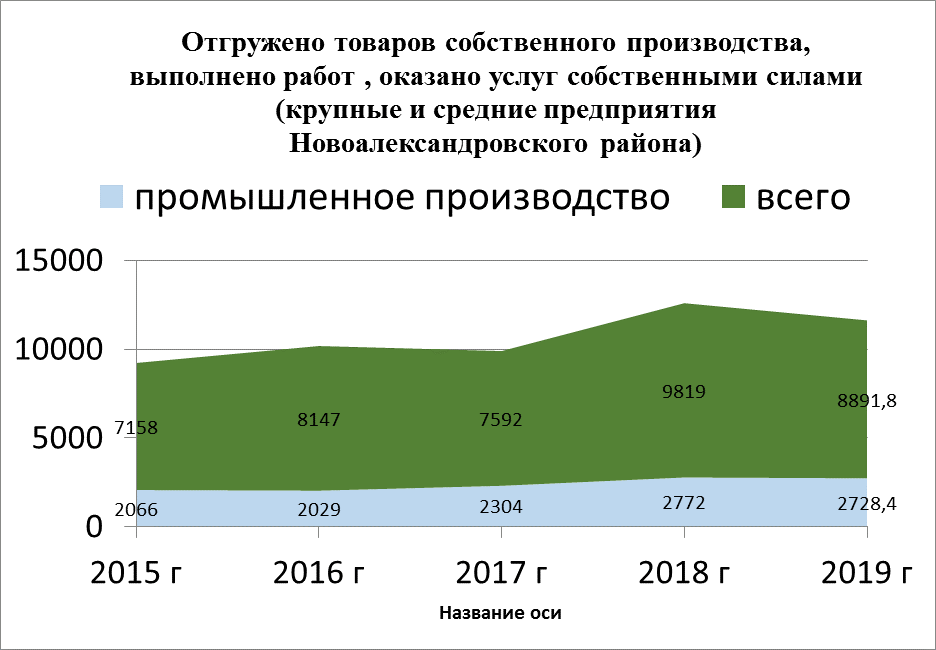 Отгружено товаров собственного производства,
выполнено работ , оказано услуг собственными силами
(крупные и средние предприятия
Новоалександровского района)
промышленное производство всего
15000
10000
5000
0
7158 8147 7592 9819 8891,8
2066 2029 2304 2772 2728,4
2015 г 2016 г 2017 г 2018 г 2019 г
Название оси